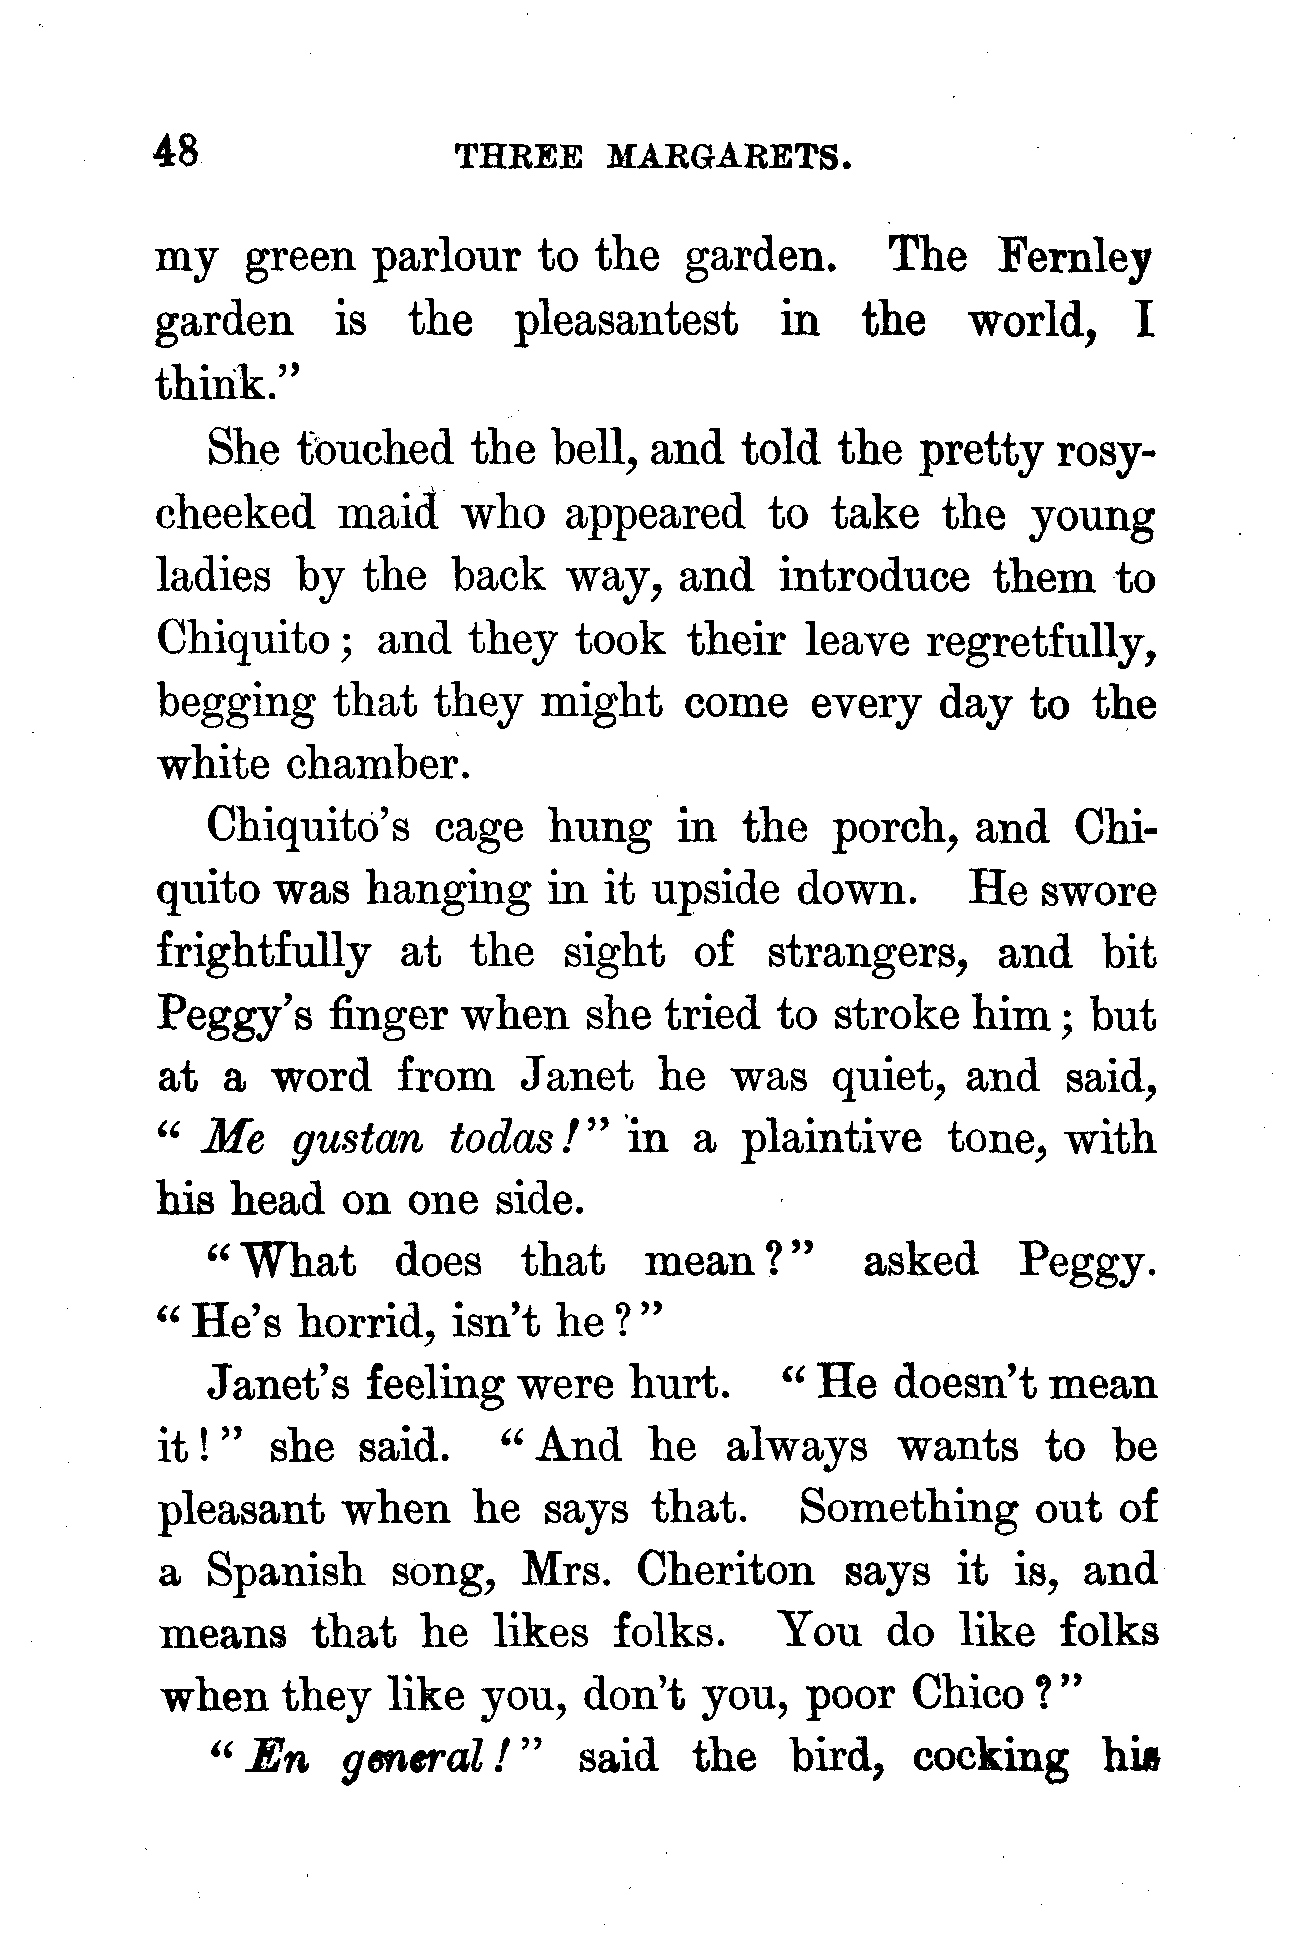 48 THREE MARGARETS.
my green parlour to the garden. The Fernley
garden is the pleasantest in the world, I
think."
She touched the bell, and told the pretty rosy-
cheeked maid who appeared to take the young
ladies by the back way, and introduce them to
Chiquito; and they took their leave regretfully,
begging that they might come every day to the
white chamber.
Chiquito's cage hung in the porch, and Chi-
quito was hanging in it upside down. He swore
frightfully at the sight of strangers, and bit
Peggy's finger when she tried to stroke him; but
at a word from Janet he was quiet, and said,
"Me gustan todas!" in a plaintive tone, with
his head on one side.
"What does that mean?" asked Peggy.
"He's horrid, isn't he?"
Janet's feeling were hurt. "He doesn't mean
it!" she said. "And he always wants to be
pleasant when he says that. Something out of
a Spanish song, Mrs. Cheriton says it is, and
means that he likes folks. You do like folks
when they like you, don't you, poor Chico?"
"En general!" said the bird, cocking his